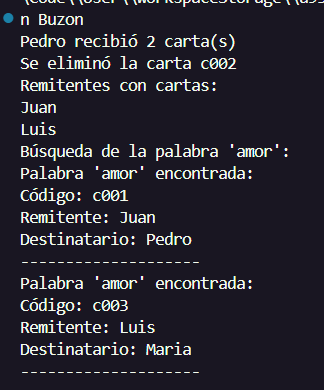 n Buzon
Pedro recibió 2 carta(s)
Se eliminó la carta c002
Remitentes con cartas:
Juan
Luis
Búsqueda de la palabra 'amor':
Palabra 'amor' encontrada:
Código: c001
Remitente: Juan
Destinatario: Pedro
--------------------
Palabra 'amor' encontrada:
Código: c003
Remitente: Luis
Destinatario: Maria
--------------------